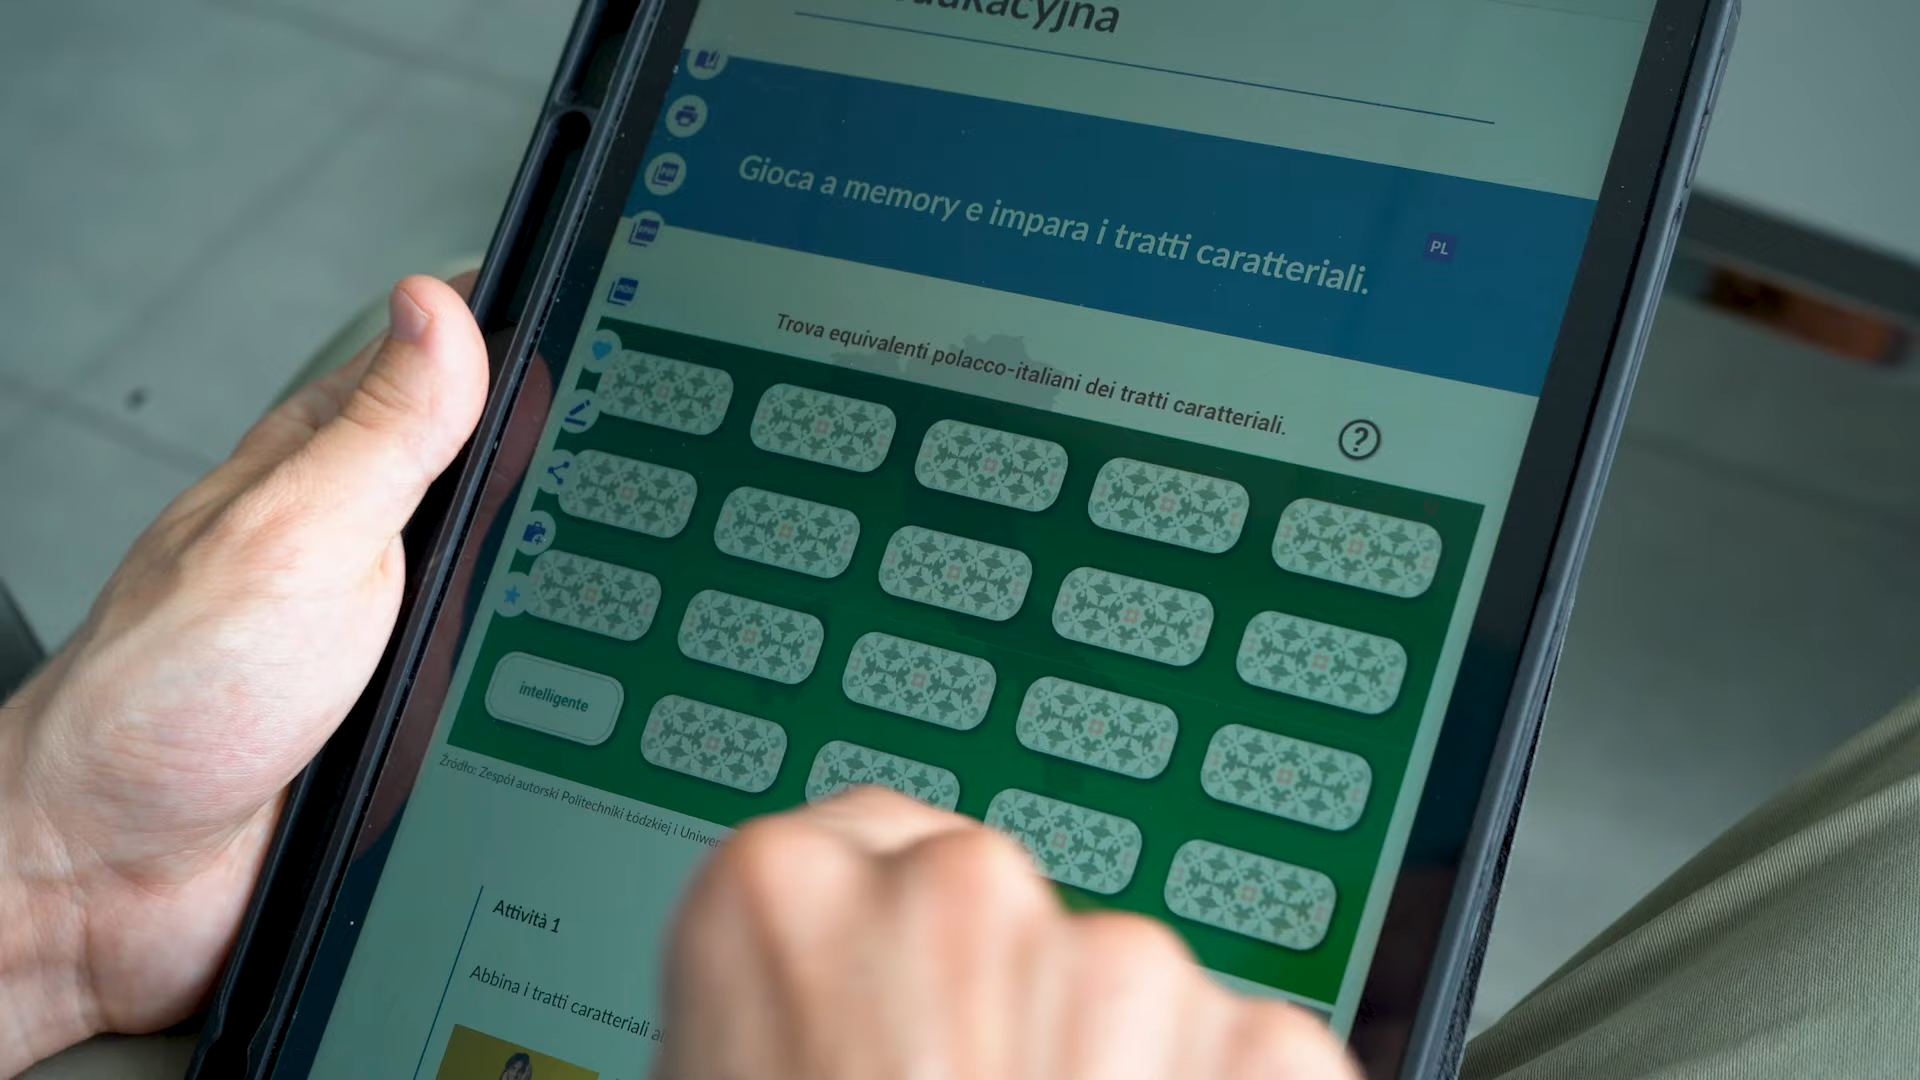 Gioca a memory e impara i tratti caratteriali.
PL
Trova equivalenti polacco-italiani dei tratti caratteriali.
?
intelligente
Źródło: Zespół autorski Politechniki Łódzkiej i
Attività 1
Abbina i tratti caratteriali